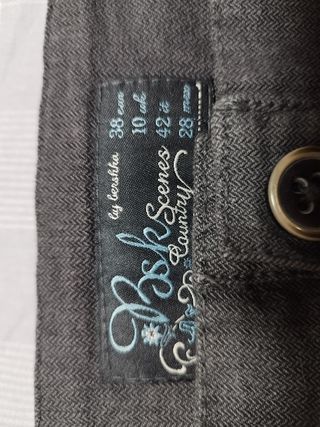 Bsk by bershka
Scenes 38 eur
Country 10 uk
42 it
28 mex